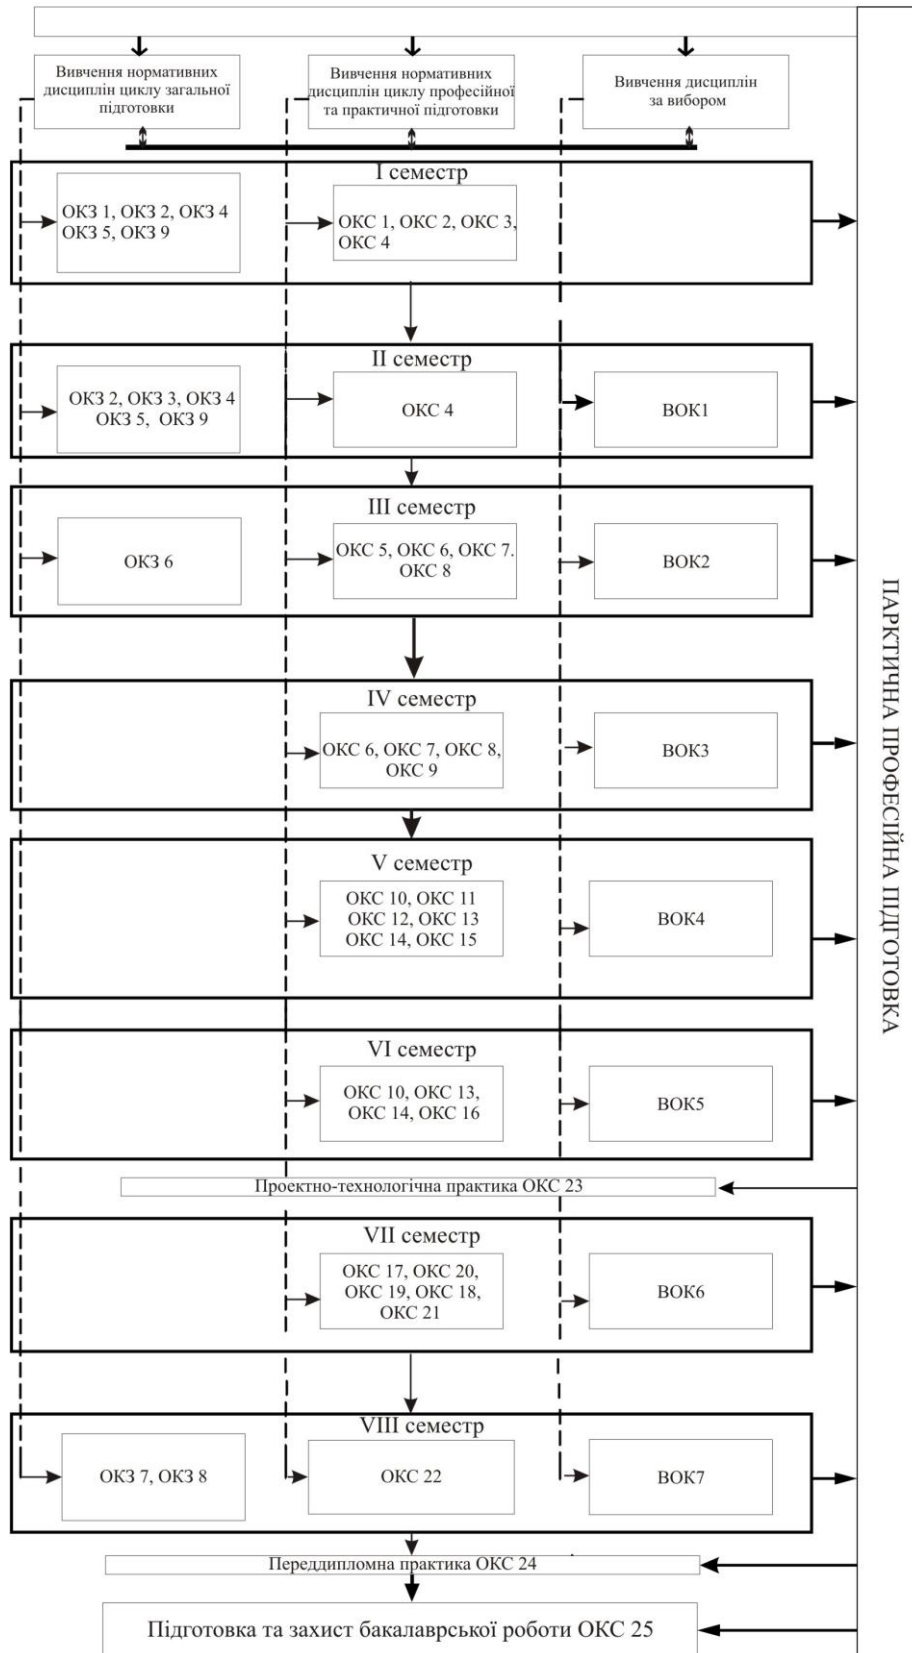 Вивчення нормативних
дисциплін циклу загальної
підготовки
Вивчення нормативних
дисциплін циклу професійної
та практичної підготовки
Вивчення дисциплін
за вибором
I семестр
ОКЗ 1, ОКЗ 2, ОКЗ 4
ОКЗ 5, ОКЗ 9
ОКС 1, ОКС 2, ОКС 3,
ОКС 4
II семестр
ОКЗ 2, ОКЗ 3, ОКЗ 4
ОКЗ 5, ОКЗ 9
ОКС 4
ВОК1
III семестр
ОКЗ 6
ОКС 5, ОКС 6, ОКС 7.
ОКС 8
ВОК2
IV семестр
ОКС 6, ОКС 7, ОКС 8,
ОКС 9
ВОК3
V семестр
ОКС 10, ОКС 11
ОКС 12, ОКС 13
ОКС 14, ОКС 15
ВОК4
VI семестр
ОКС 10, ОКС 13,
ОКС 14, ОКС 16
ВОК5
Проектно-технологічна практика ОКС 23
VII семестр
ОКС 17, ОКС 20,
ОКС 19, ОКС 18,
ОКС 21
ВОК6
VIII семестр
ОКЗ 7, ОКЗ 8
ОКС 22
ВОК7
Переддипломна практика ОКС 24
Підготовка та захист бакалаврської роботи ОКС 25
ПАРКТИЧНА ПРОФЕСІЙНА ПІДГОТОВКА